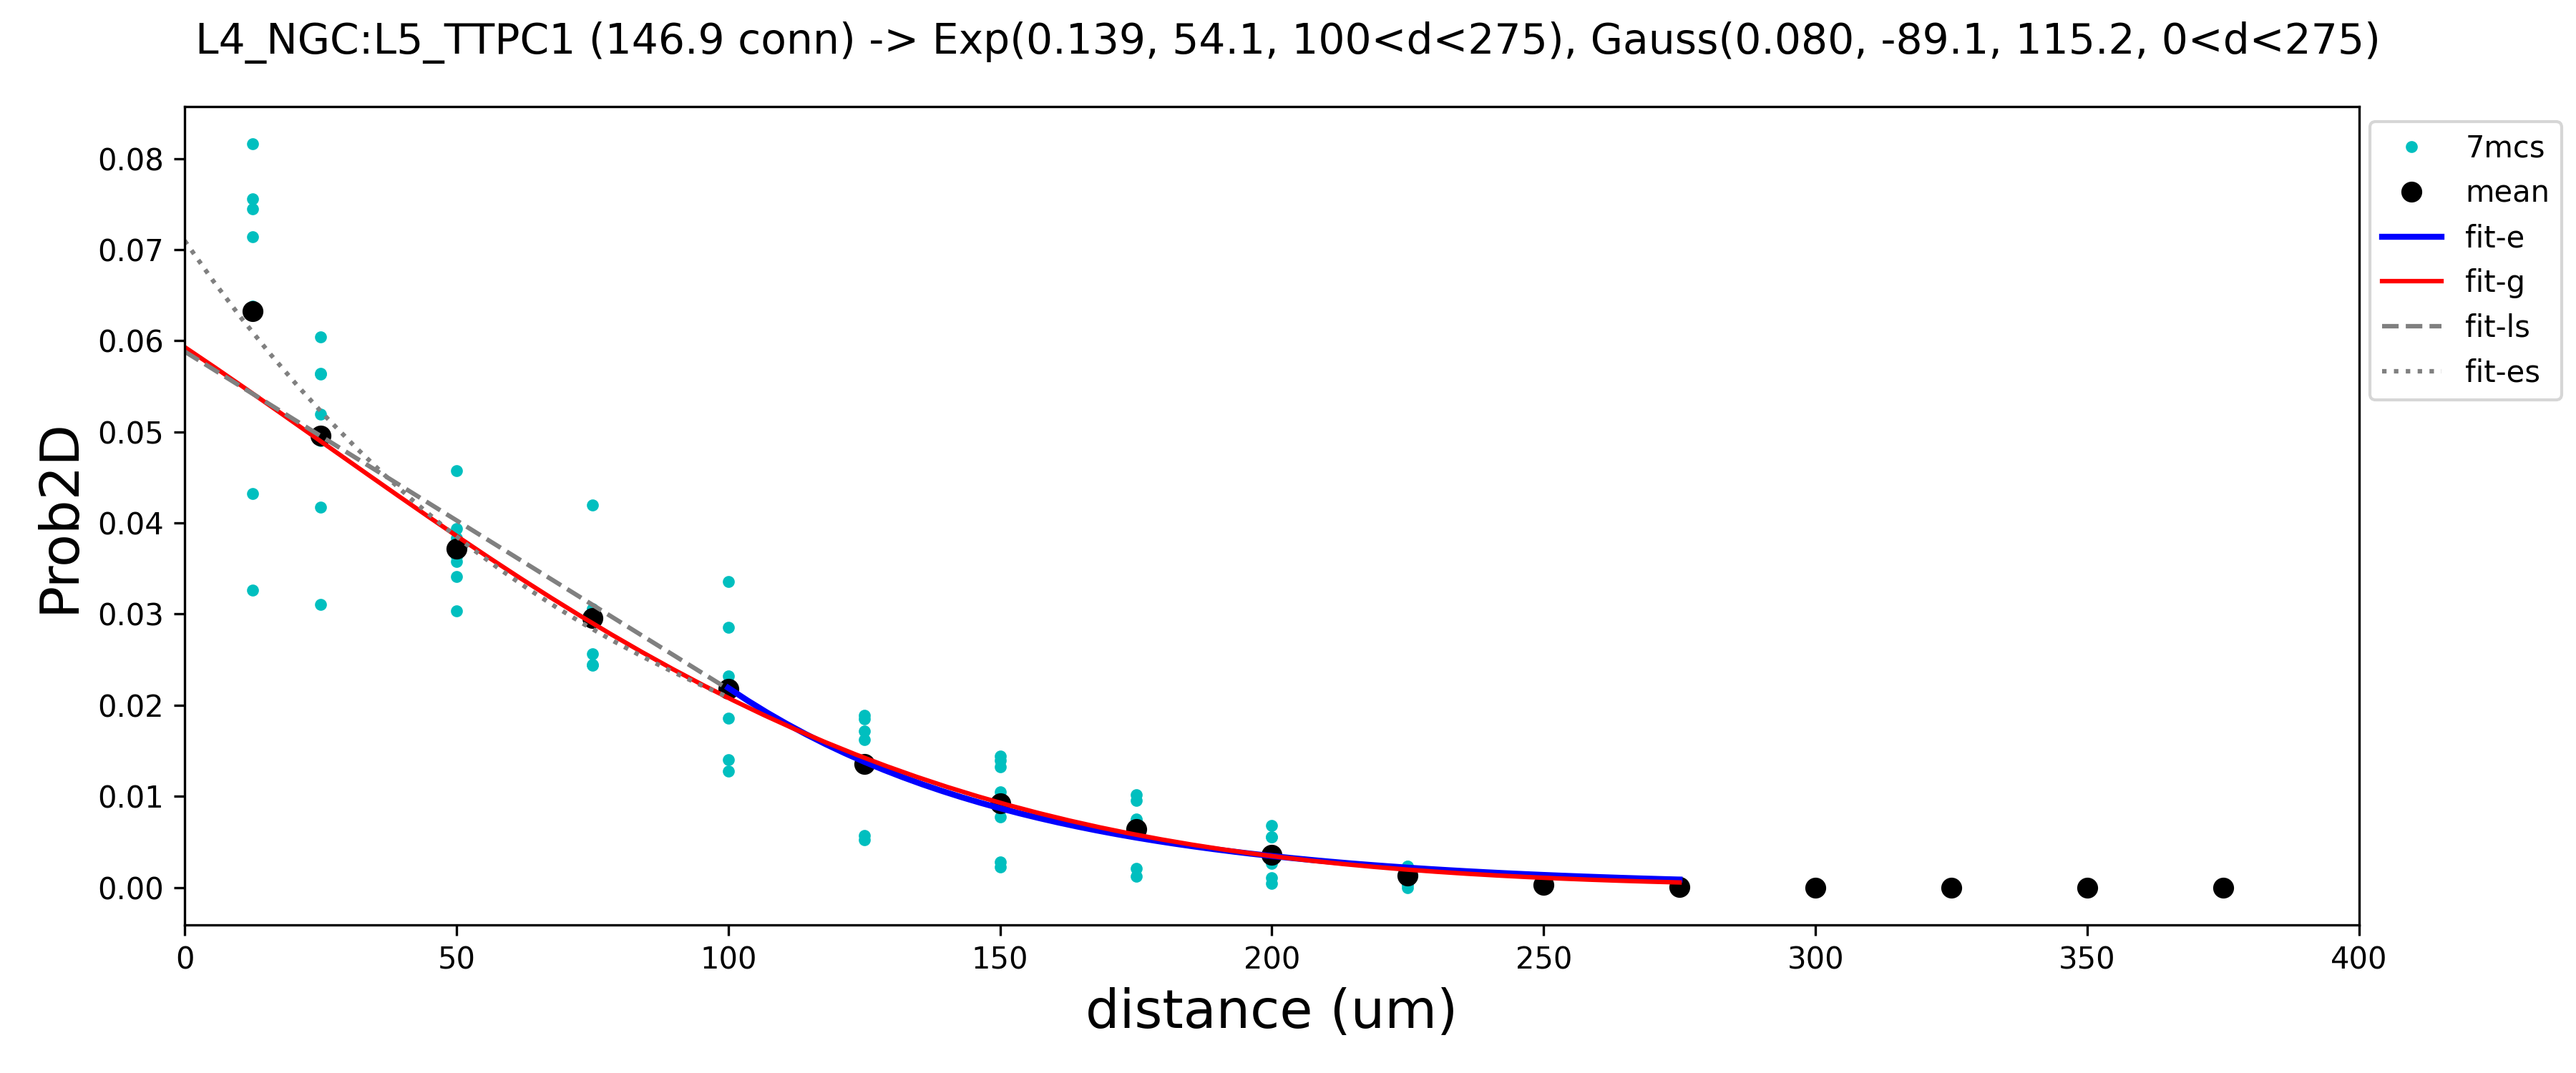 L4_NGC:L5_TTPC1 (146.9 conn) -> Exp(0.139, 54.1, 100<d<275), Gauss(0.080, -89.1, 115.2, 0<d<275)
0.08
0.07
0.06
0.05
0.04
0.03
0.02
0.01
0.00
Prob2D
0 50 100 150 200 250 300 350 400
distance (um)
7mcs
mean
fit-e
fit-g
fit-ls
fit-es